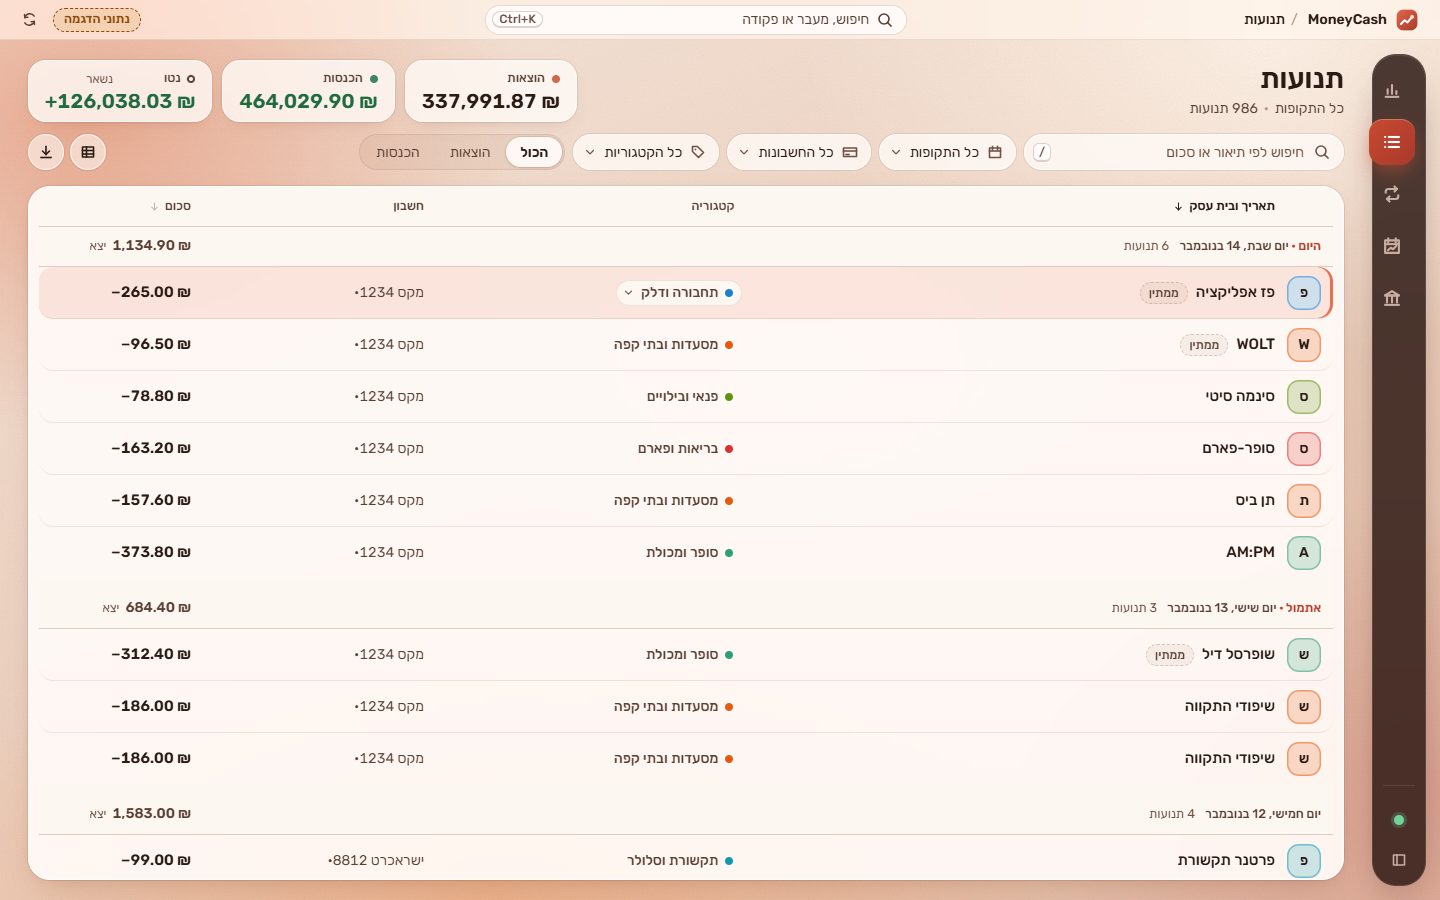 MoneyCash / תנועות
חיפוש, מעבר או פקודה Ctrl+K
נתוני הדגמה
תנועות
כל התקופות • 986 תנועות
הוצאות
₪ 337,991.87
הכנסות
₪ 464,029.90
נטו נשאר
₪ 126,038.03+
חיפוש לפי תיאור או סכום /
כל התקופות
כל החשבונות
כל הקטגוריות
הכול הוצאות הכנסות
תאריך ובית עסק ↓ קטגוריה חשבון סכום ↓
היום • יום שבת, 14 בנובמבר 6 תנועות ₪ 1,134.90 יצא
פ פז אפליקציה ממתין תחבורה ודלק מקס 1234• ₪ 265.00−
W WOLT ממתין מסעדות ובתי קפה מקס 1234• ₪ 96.50−
ס סינמה סיטי פנאי ובילויים מקס 1234• ₪ 78.80−
ס סופר-פארם בריאות ופארם מקס 1234• ₪ 163.20−
ת תן ביס מסעדות ובתי קפה מקס 1234• ₪ 157.60−
A AM:PM סופר ומכולת מקס 1234• ₪ 373.80−
אתמול • יום שישי, 13 בנובמבר 3 תנועות ₪ 684.40 יצא
ש שופרסל דיל ממתין סופר ומכולת מקס 1234• ₪ 312.40−
ש שיפודי התקווה מסעדות ובתי קפה מקס 1234• ₪ 186.00−
ש שיפודי התקווה מסעדות ובתי קפה מקס 1234• ₪ 186.00−
יום חמישי, 12 בנובמבר 4 תנועות ₪ 1,583.00 יצא
פ פרטנר תקשורת תקשורת וסלולר ישראכרט 8812• ₪ 99.00−